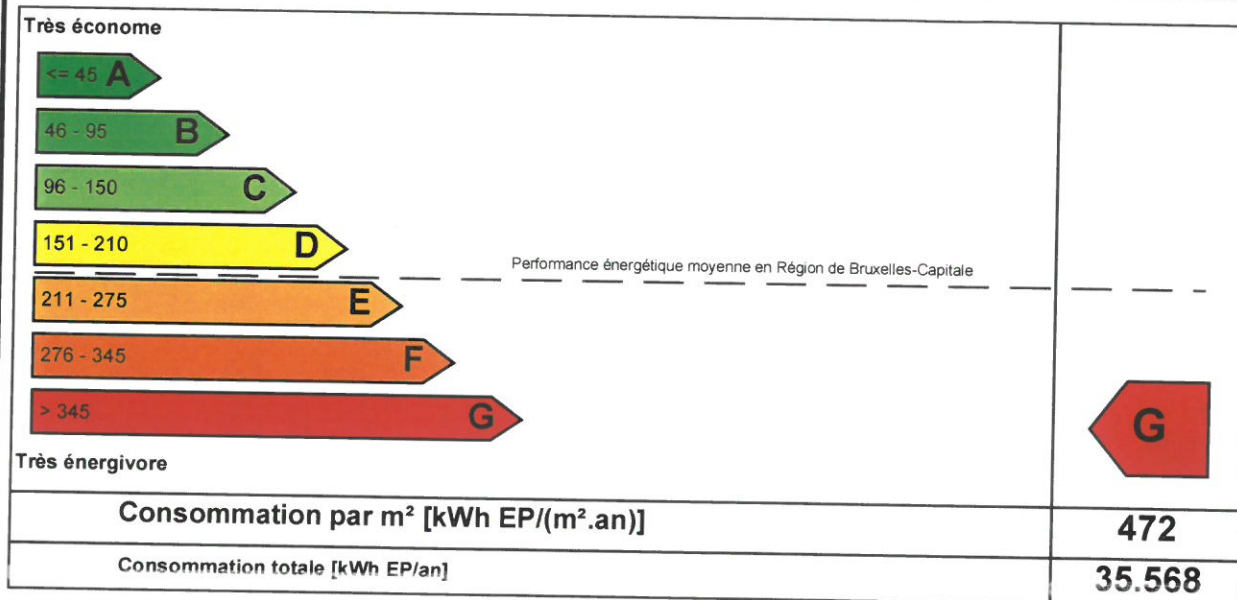 Très économe
<= 45 A
46 - 95 B
96 - 150 C
151 - 210 D
Performance énergétique moyenne en Région de Bruxelles-Capitale
211 - 275 E
276 - 345 F
> 345 G
G
Très énergivore
Consommation par m² [kWh EP/(m².an)] 472
Consommation totale [kWh EP/an] 35.568